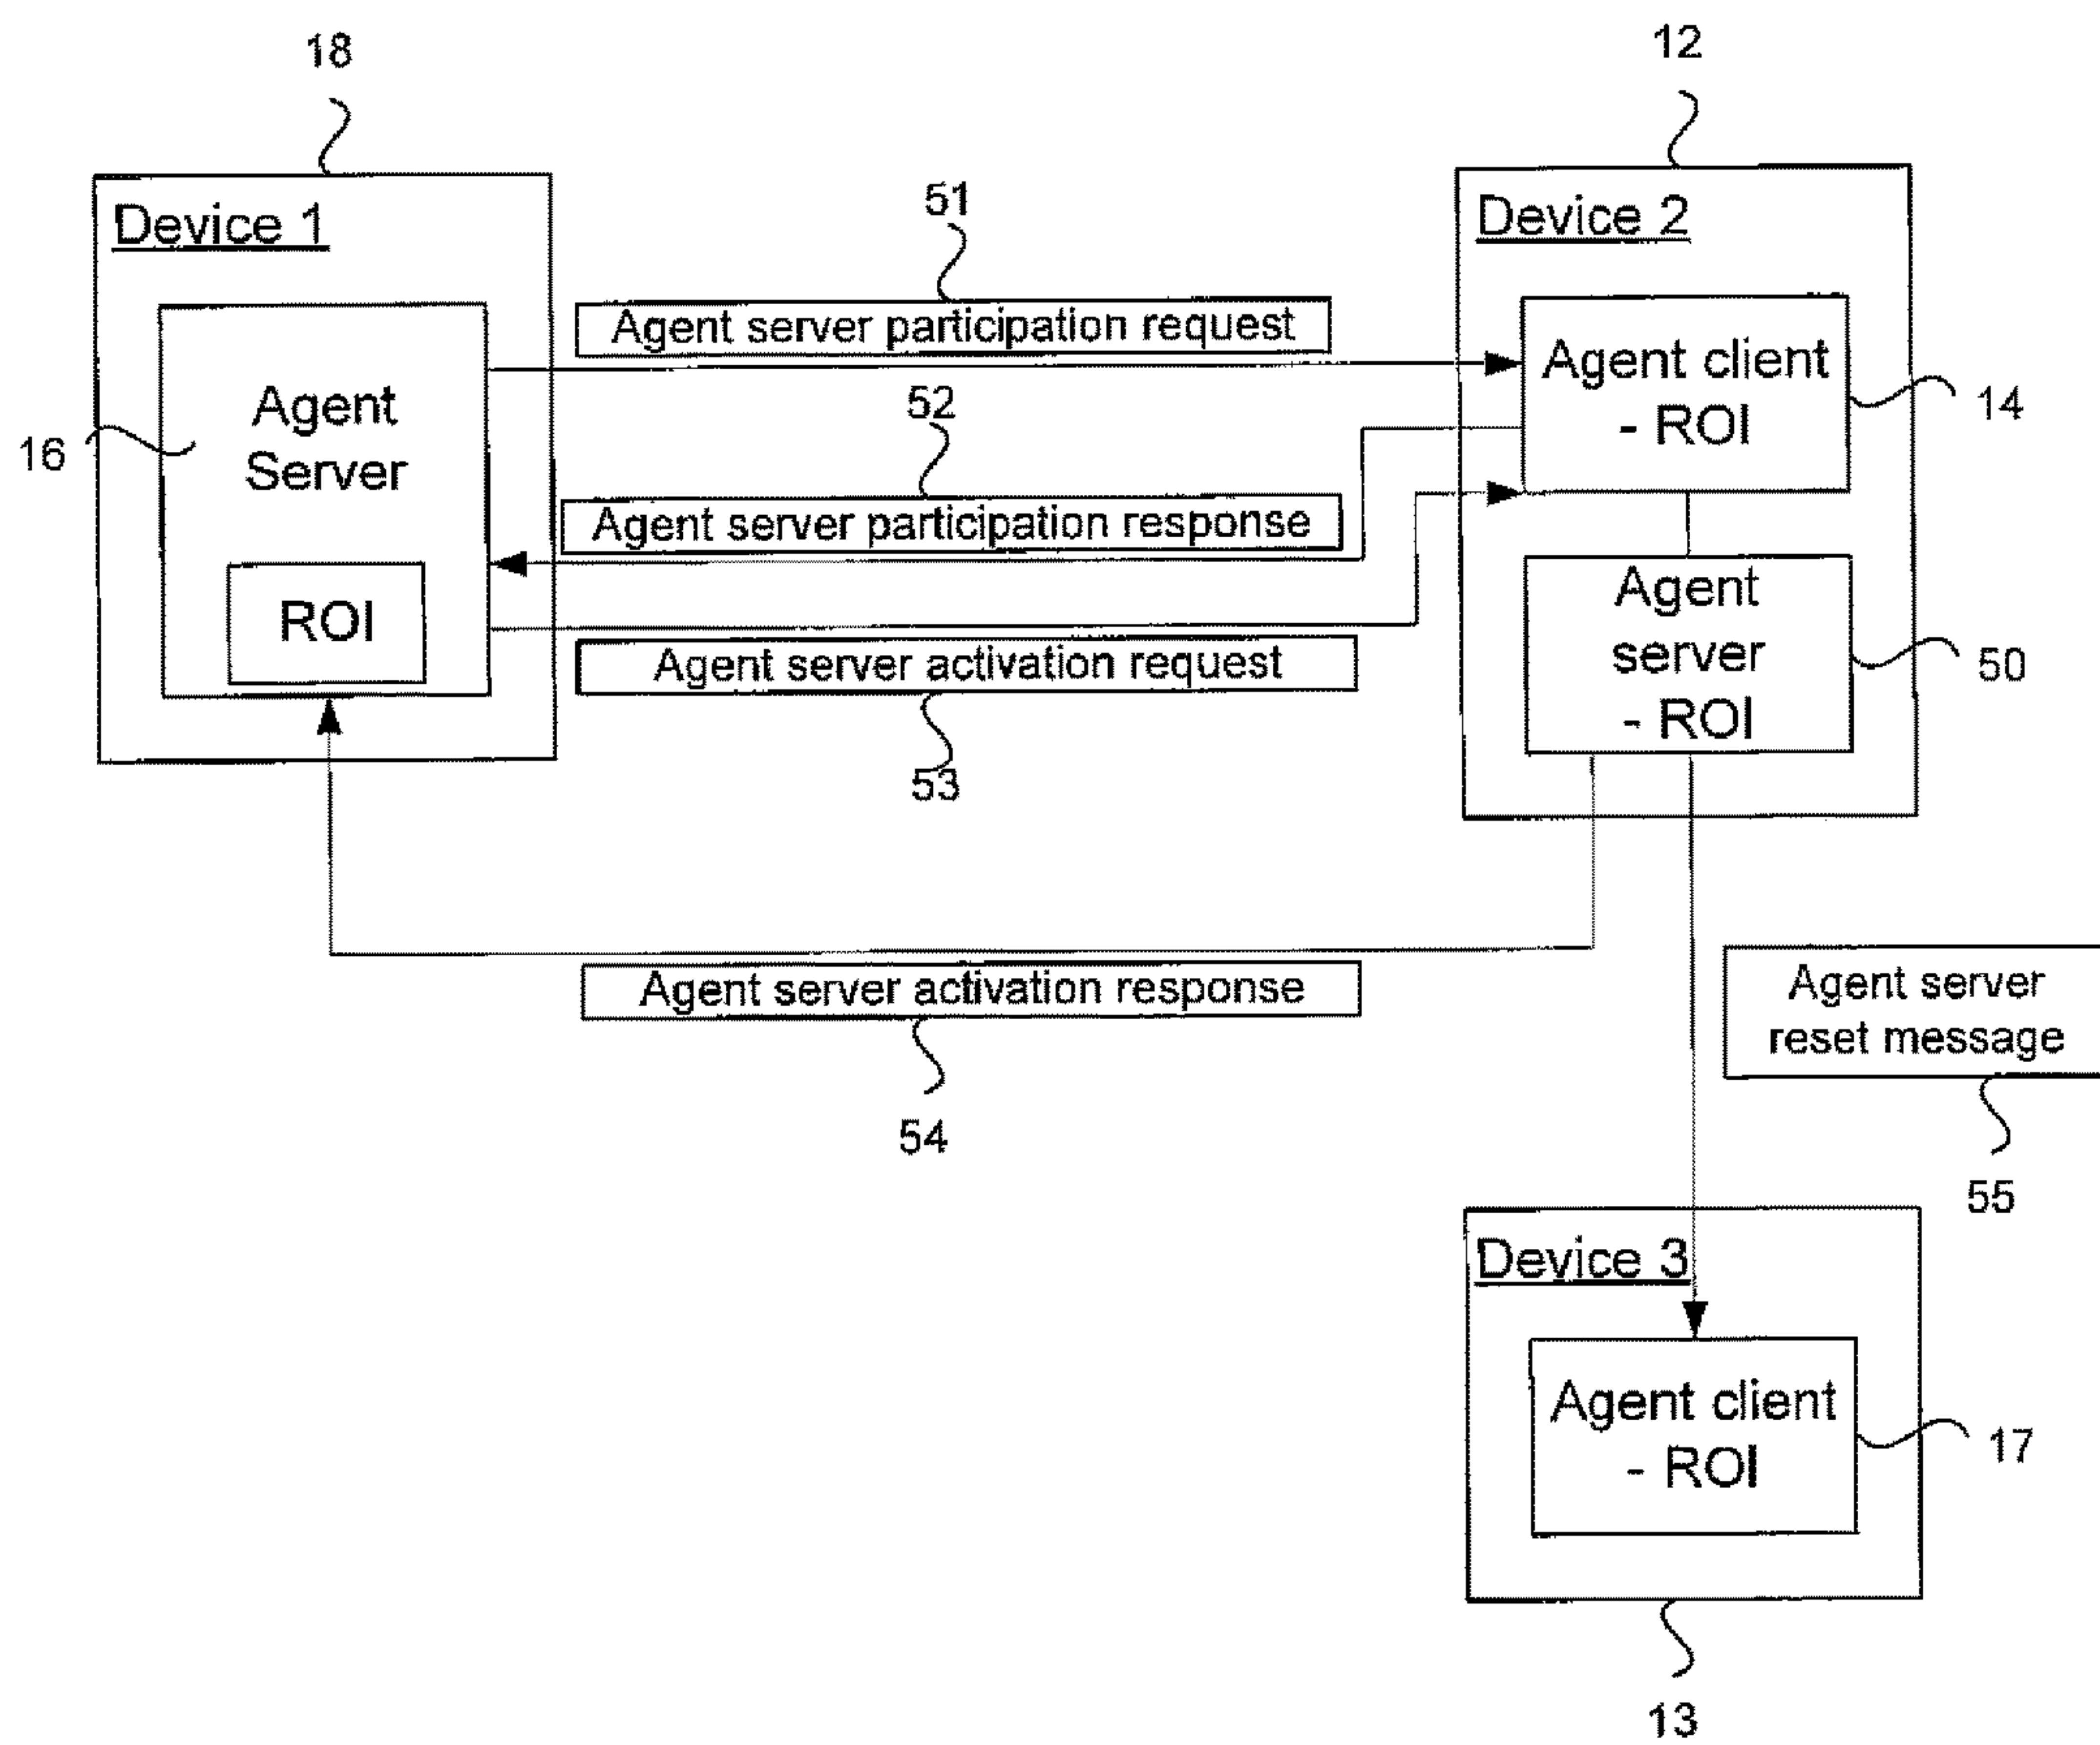 18
12
Device 1
51
Device 2
Agent server participation request
Agent client
- ROI
14
52
16
Agent
Server
Agent server participation response
ROI
Agent
server
- ROI
50
Agent server activation request
53
Agent server activation response
54
Agent server
reset message
55
Device 3
Agent client
- ROI
17
13